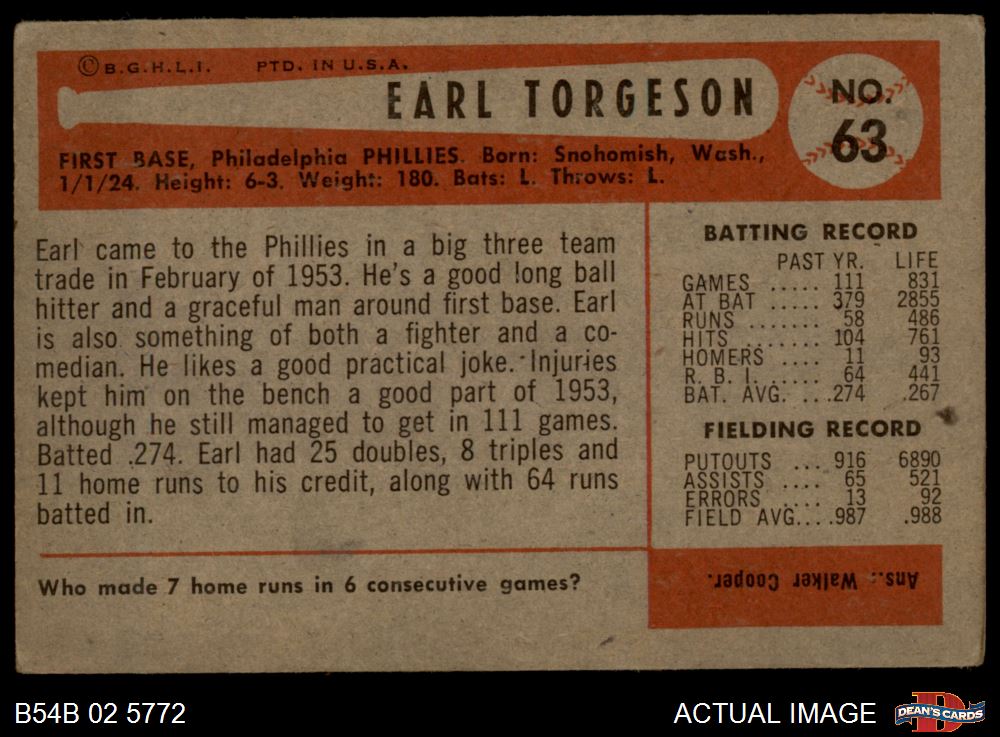 ©B.G.H.L.I. PTD. IN U.S.A.
EARL TORGESON
NO.
63
FIRST BASE, Philadelphia PHILLIES. Born: Snohomish, Wash.,
1/1/24. Height: 6-3. Weight: 180. Bats: L. Throws: L.
Earl came to the Phillies in a big three team
trade in February of 1953. He's a good long ball
hitter and a graceful man around first base. Earl
is also something of both a fighter and a co-
median. He likes a good practical joke. Injuries
kept him on the bench a good part of 1953,
although he still managed to get in 111 games.
Batted .274. Earl had 25 doubles, 8 triples and
11 home runs to his credit, along with 64 runs
batted in.
Who made 7 home runs in 6 consecutive games?
BATTING RECORD
PAST YR. LIFE
GAMES ..... 111 831
AT BAT ..... 379 2855
RUNS ....... 58 486
HITS ....... 104 761
HOMERS .... 11 93
R. B. I. ..... 64 441
BAT. AVG. ...274 .267
FIELDING RECORD
PUTOUTS ... 916 6890
ASSISTS .... 65 521
ERRORS ..... 13 92
FIELD AVG....987 .988
Ans.: Walker Cooper.
B54B 02 5772
ACTUAL IMAGE
DEAN'S CARDS